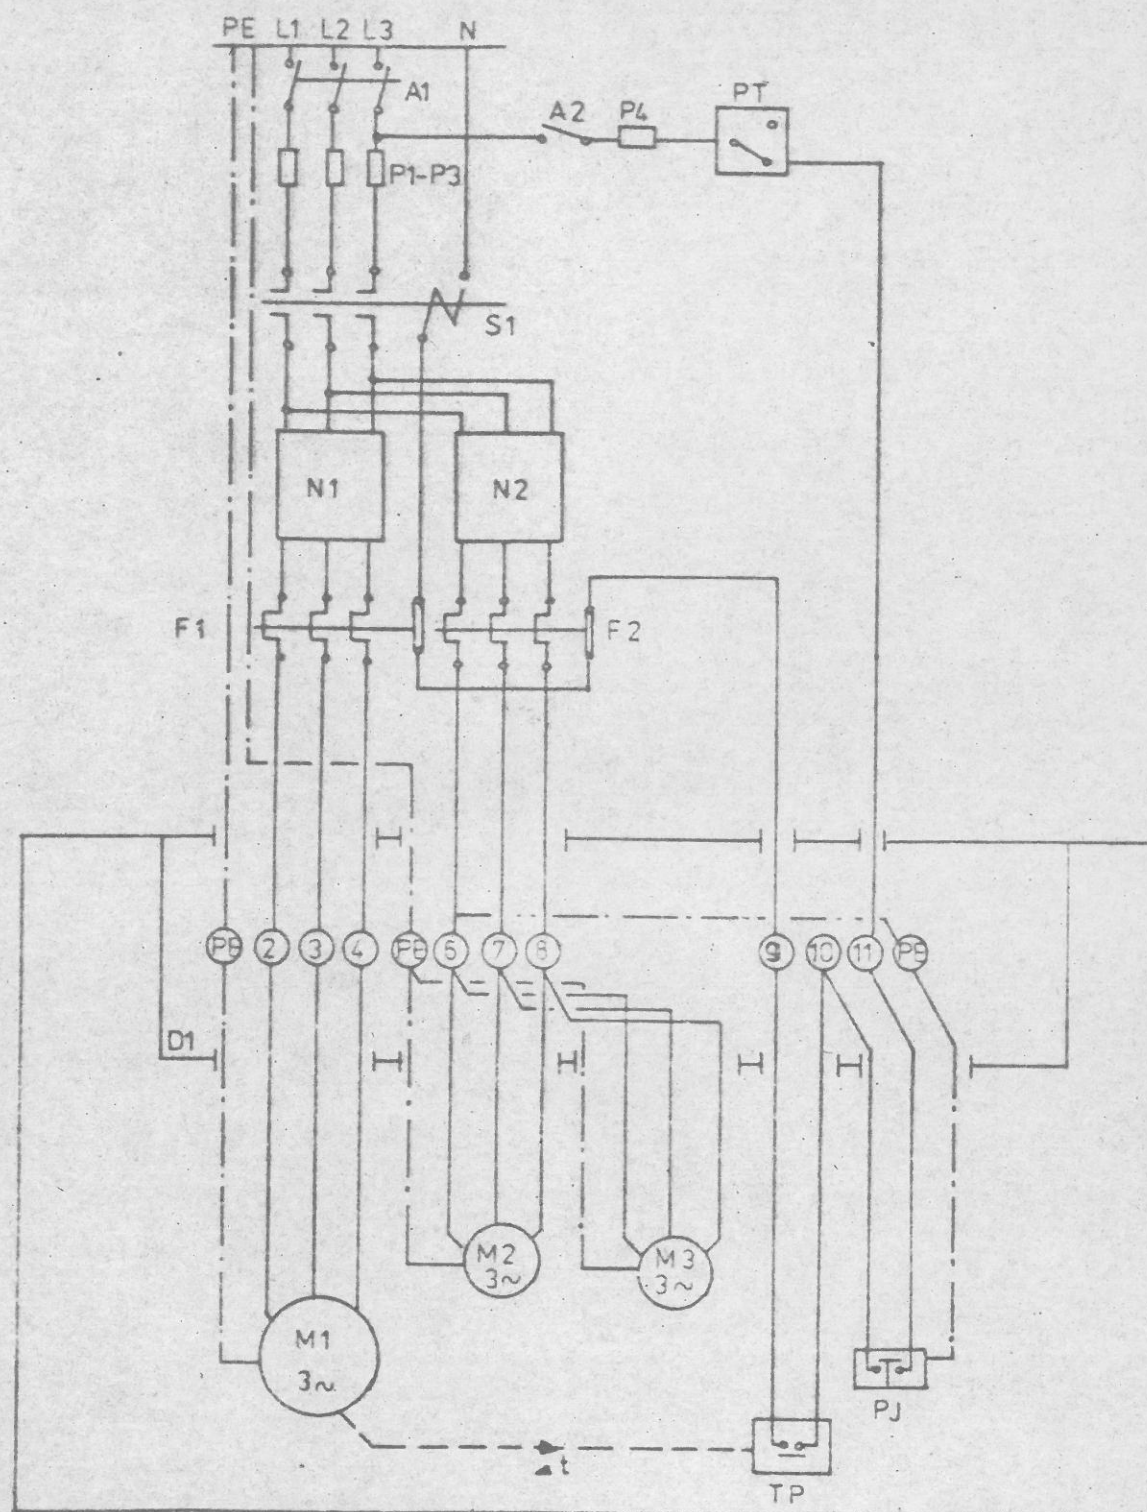 PE L1 L2 L3 N
A1
A2 P4 PT
P1-P3
S1
N1 N2
F1 F2
PE 2 3 4 PE 6 7 8 9 10 11 PE
D1
M2
3~
M3
3~
M1
3~
PJ
t
TP